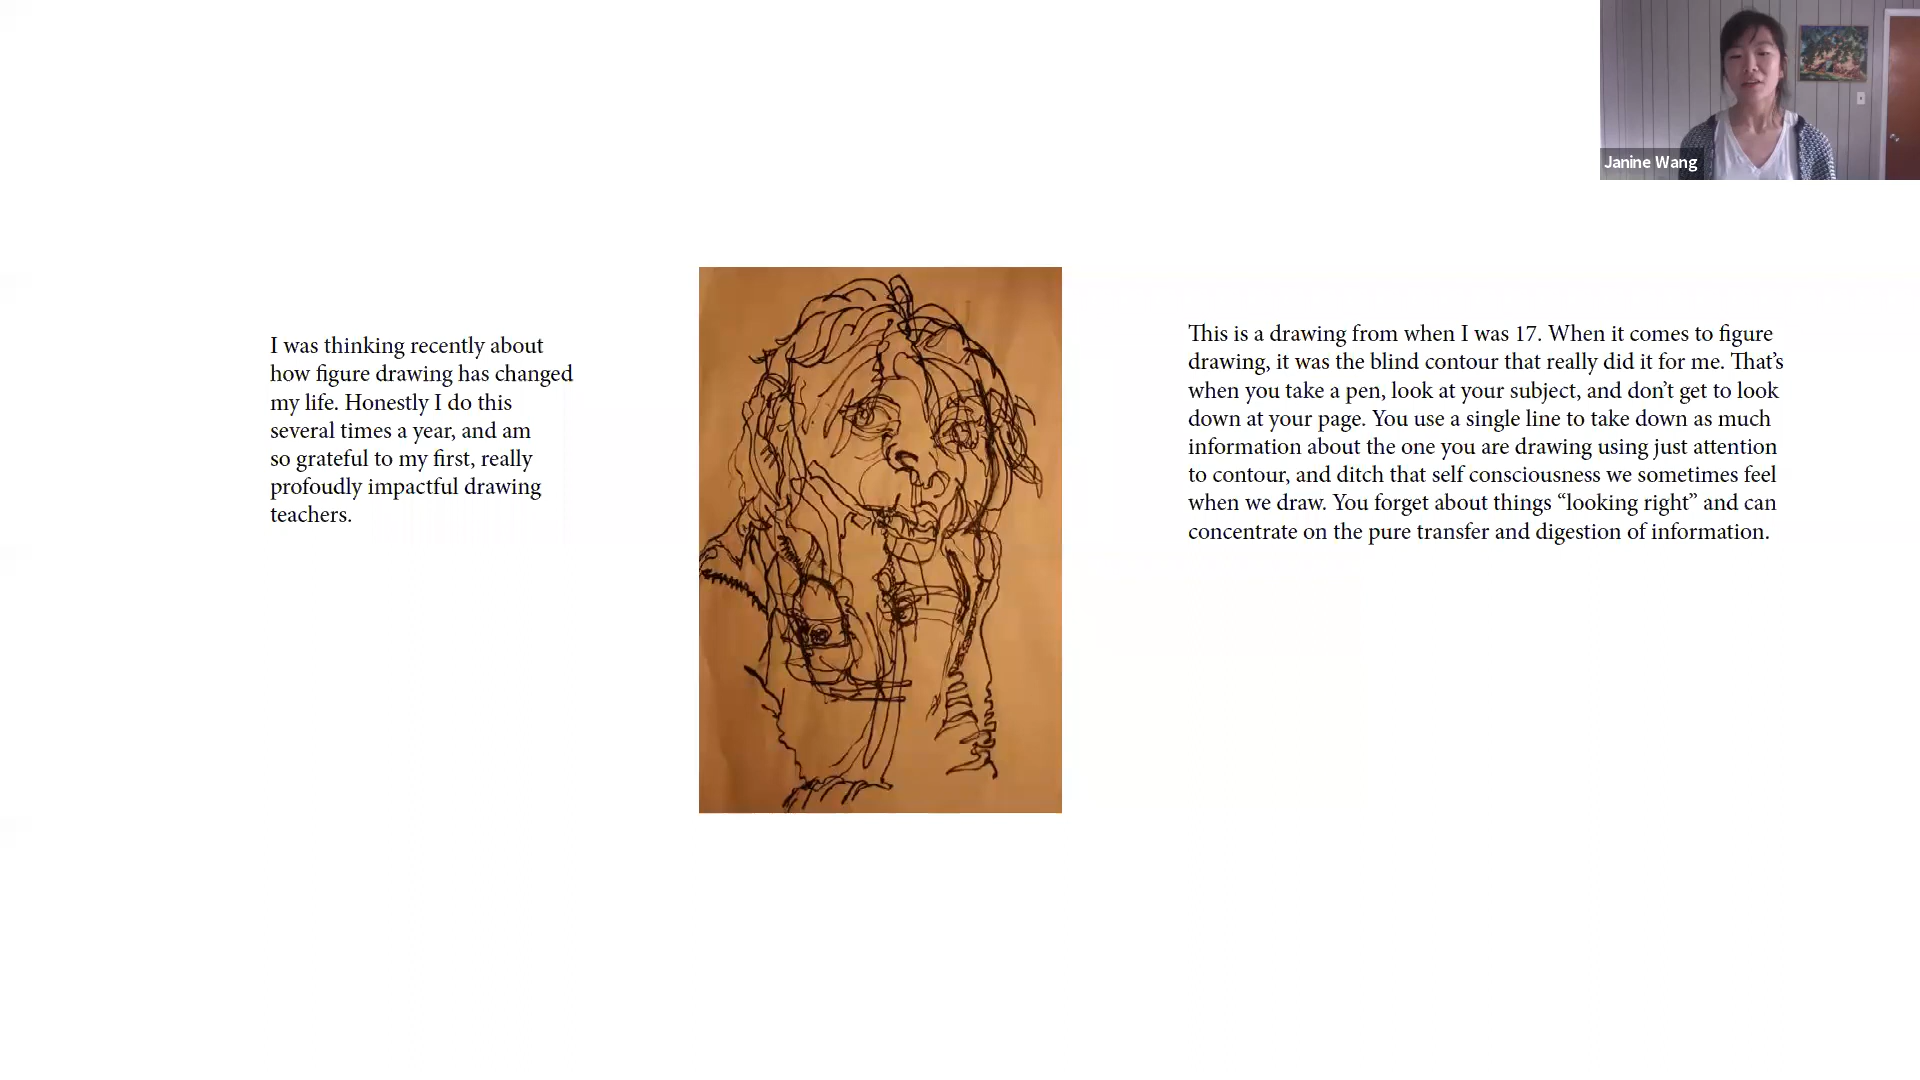 Janine Wang
I was thinking recently about
how figure drawing has changed
my life. Honestly I do this
several times a year, and am
so grateful to my first, really
profoudly impactful drawing
teachers.
This is a drawing from when I was 17. When it comes to figure
drawing, it was the blind contour that really did it for me. That’s
when you take a pen, look at your subject, and don’t get to look
down at your page. You use a single line to take down as much
information about the one you are drawing using just attention
to contour, and ditch that self consciousness we sometimes feel
when we draw. You forget about things “looking right” and can
concentrate on the pure transfer and digestion of information.